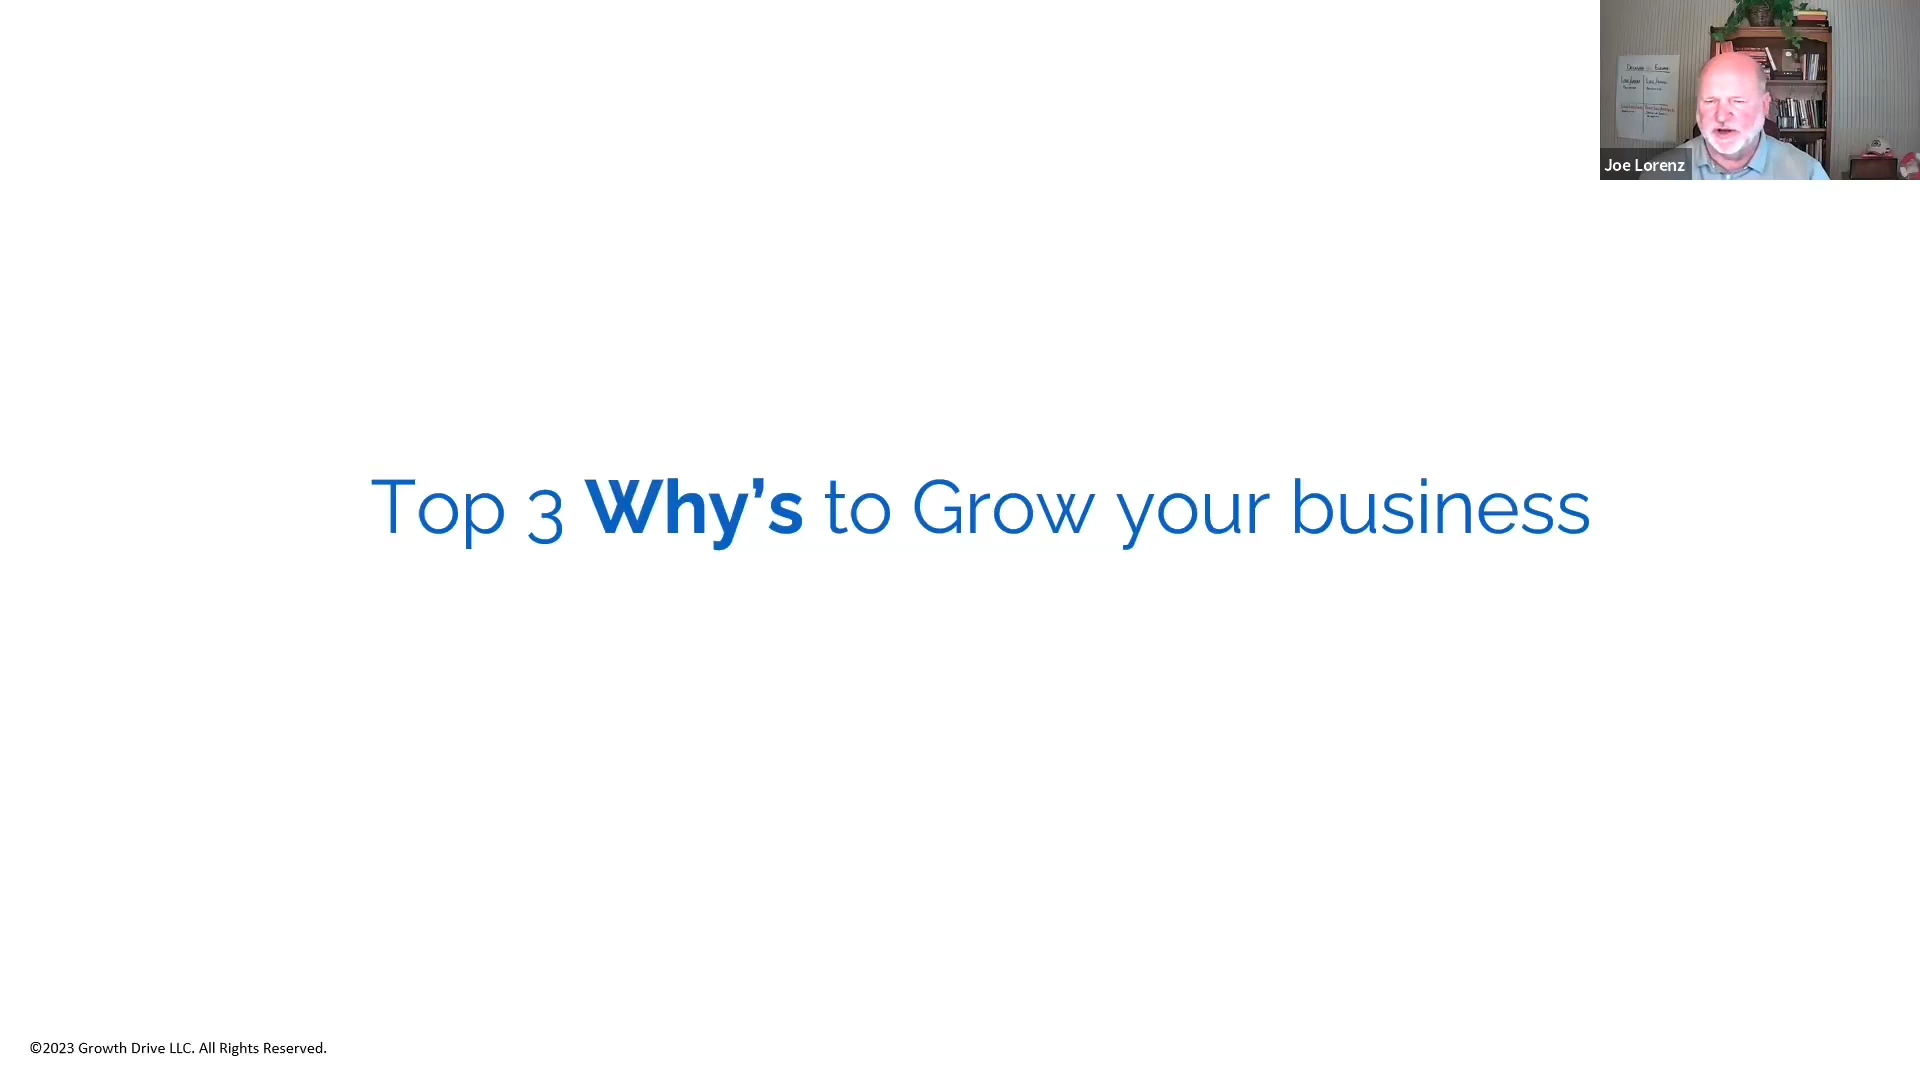 Joe Lorenz
Top 3 Why’s to Grow your business
©2023 Growth Drive LLC. All Rights Reserved.